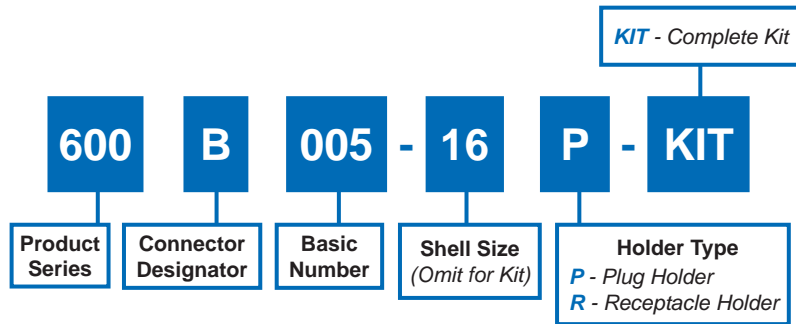 KIT - Complete Kit
600 B 005 - 16 P - KIT
Product
Series
Connector
Designator
Basic
Number
Shell Size
(Omit for Kit)
Holder Type
P - Plug Holder
R - Receptacle Holder